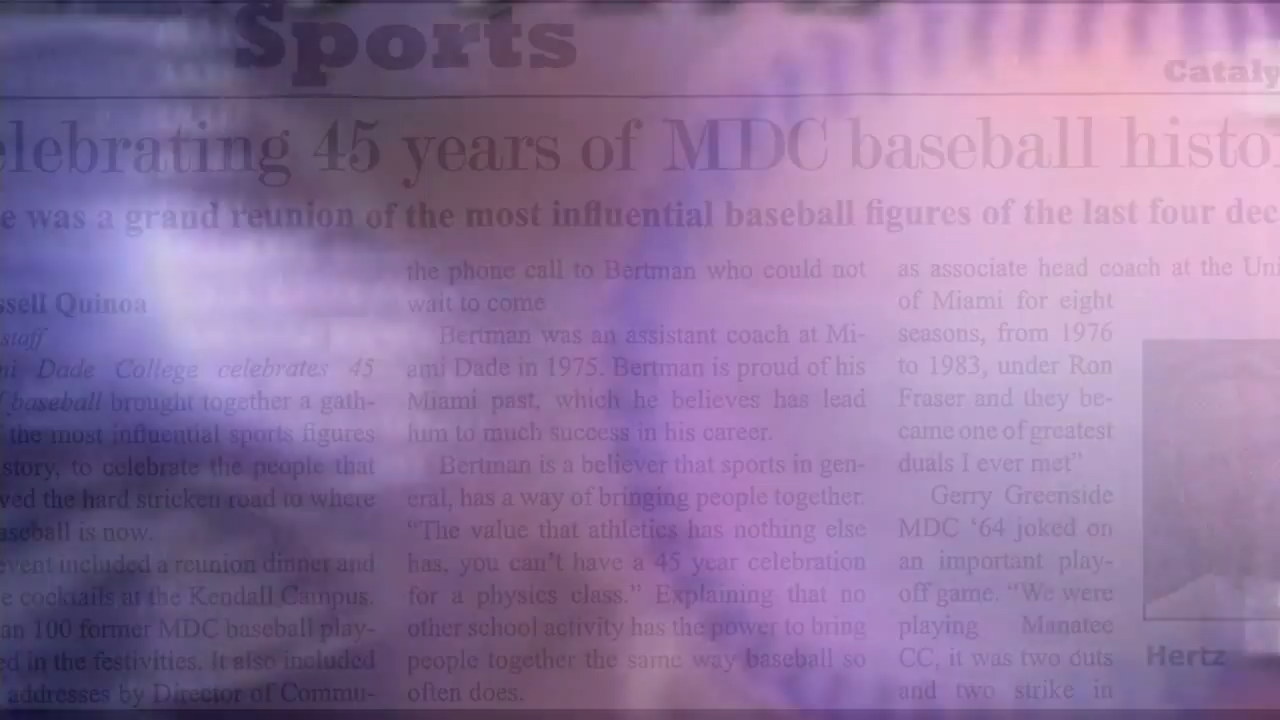 Sports
Cataly
elebrating 45 years of MDC baseball histo
e was a grand reunion of the most influential baseball figures of the last four dec
ssell Quinoa
staff
ni Dade College celebrates 45
f baseball brought together a gath-
the most influential sports figures
story, to celebrate the people that
ved the hard stricken road to where
aseball is now.
event included a reunion dinner and
e cocktails at the Kendall Campus.
an 100 former MDC baseball play-
ed in the festivities. It also included
addresses by Director of Commu-
the phone call to Bertman who could not
wait to come
Bertman was an assistant coach at Mi-
ami Dade in 1975. Bertman is proud of his
Miami past, which he believes has lead
him to much success in his career.
Bertman is a believer that sports in gen-
eral, has a way of bringing people together.
“The value that athletics has nothing else
has, you can’t have a 45 year celebration
for a physics class.” Explaining that no
other school activity has the power to bring
people together the same way baseball so
often does.
as associate head coach at the Uni
of Miami for eight
seasons, from 1976
to 1983, under Ron
Fraser and they be-
came one of greatest
duals I ever met”
Gerry Greenside
MDC ‘64 joked on
an important play-
off game. “We were
playing Manatee
CC, it was two outs
and two strike in
Hertz